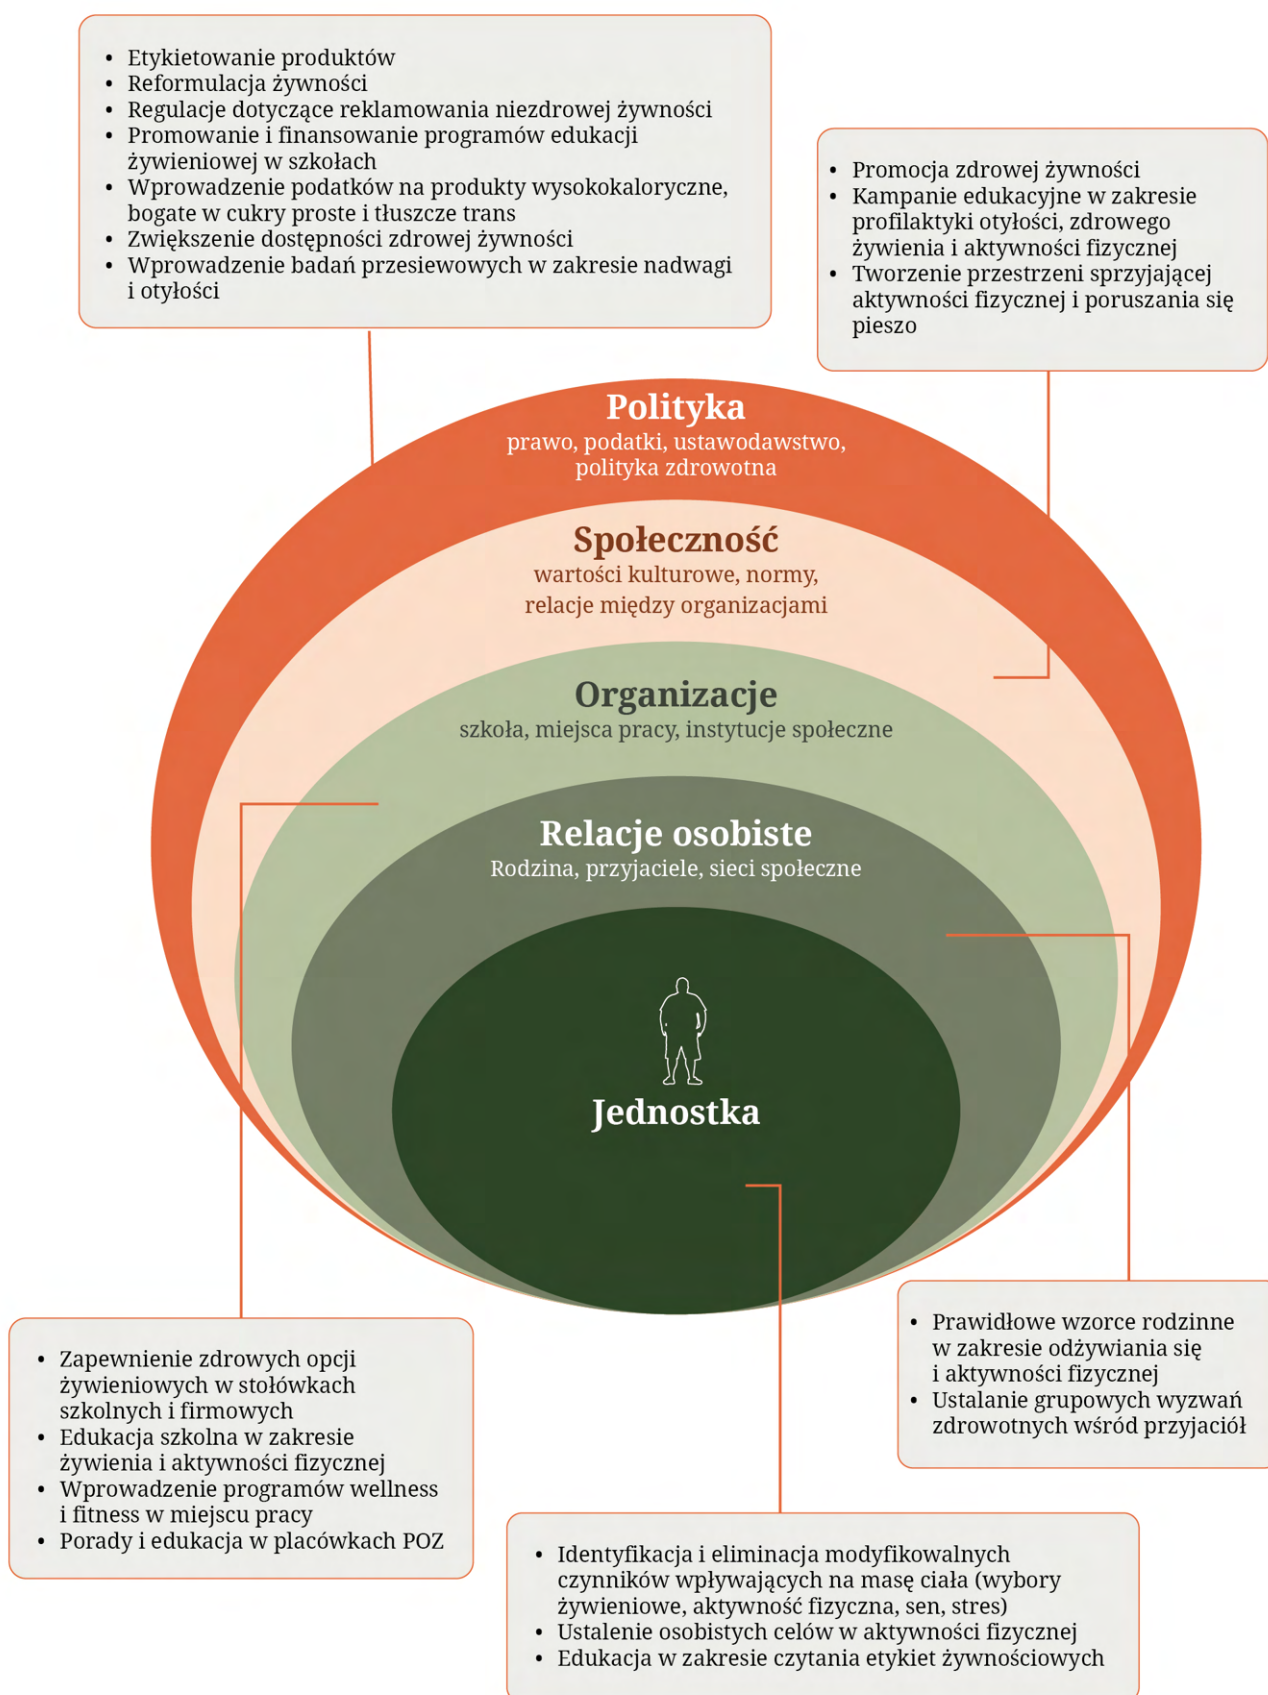 • Etykietowanie produktów
• Reformulacja żywności
• Regulacje dotyczące reklamowania niezdrowej żywności
• Promowanie i finansowanie programów edukacji
żywieniowej w szkołach
• Wprowadzenie podatków na produkty wysokokaloryczne,
bogate w cukry proste i tłuszcze trans
• Zwiększenie dostępności zdrowej żywności
• Wprowadzenie badań przesiewowych w zakresie nadwagi
i otyłości
• Promocja zdrowej żywności
• Kampanie edukacyjne w zakresie
profilaktyki otyłości, zdrowego
żywienia i aktywności fizycznej
• Tworzenie przestrzeni sprzyjającej
aktywności fizycznej i poruszania się
pieszo
Polityka
prawo, podatki, ustawodawstwo,
polityka zdrowotna
Społeczność
wartości kulturowe, normy,
relacje między organizacjami
Organizacje
szkoła, miejsca pracy, instytucje społeczne
Relacje osobiste
Rodzina, przyjaciele, sieci społeczne
Jednostka
• Zapewnienie zdrowych opcji
żywieniowych w stołówkach
szkolnych i firmowych
• Edukacja szkolna w zakresie
żywienia i aktywności fizycznej
• Wprowadzenie programów wellness
i fitness w miejscu pracy
• Porady i edukacja w placówkach POZ
• Prawidłowe wzorce rodzinne
w zakresie odżywiania się
i aktywności fizycznej
• Ustalanie grupowych wyzwań
zdrowotnych wśród przyjaciół
• Identyfikacja i eliminacja modyfikowalnych
czynników wpływających na masę ciała (wybory
żywieniowe, aktywność fizyczna, sen, stres)
• Ustalenie osobistych celów w aktywności fizycznej
• Edukacja w zakresie czytania etykiet żywnościowych